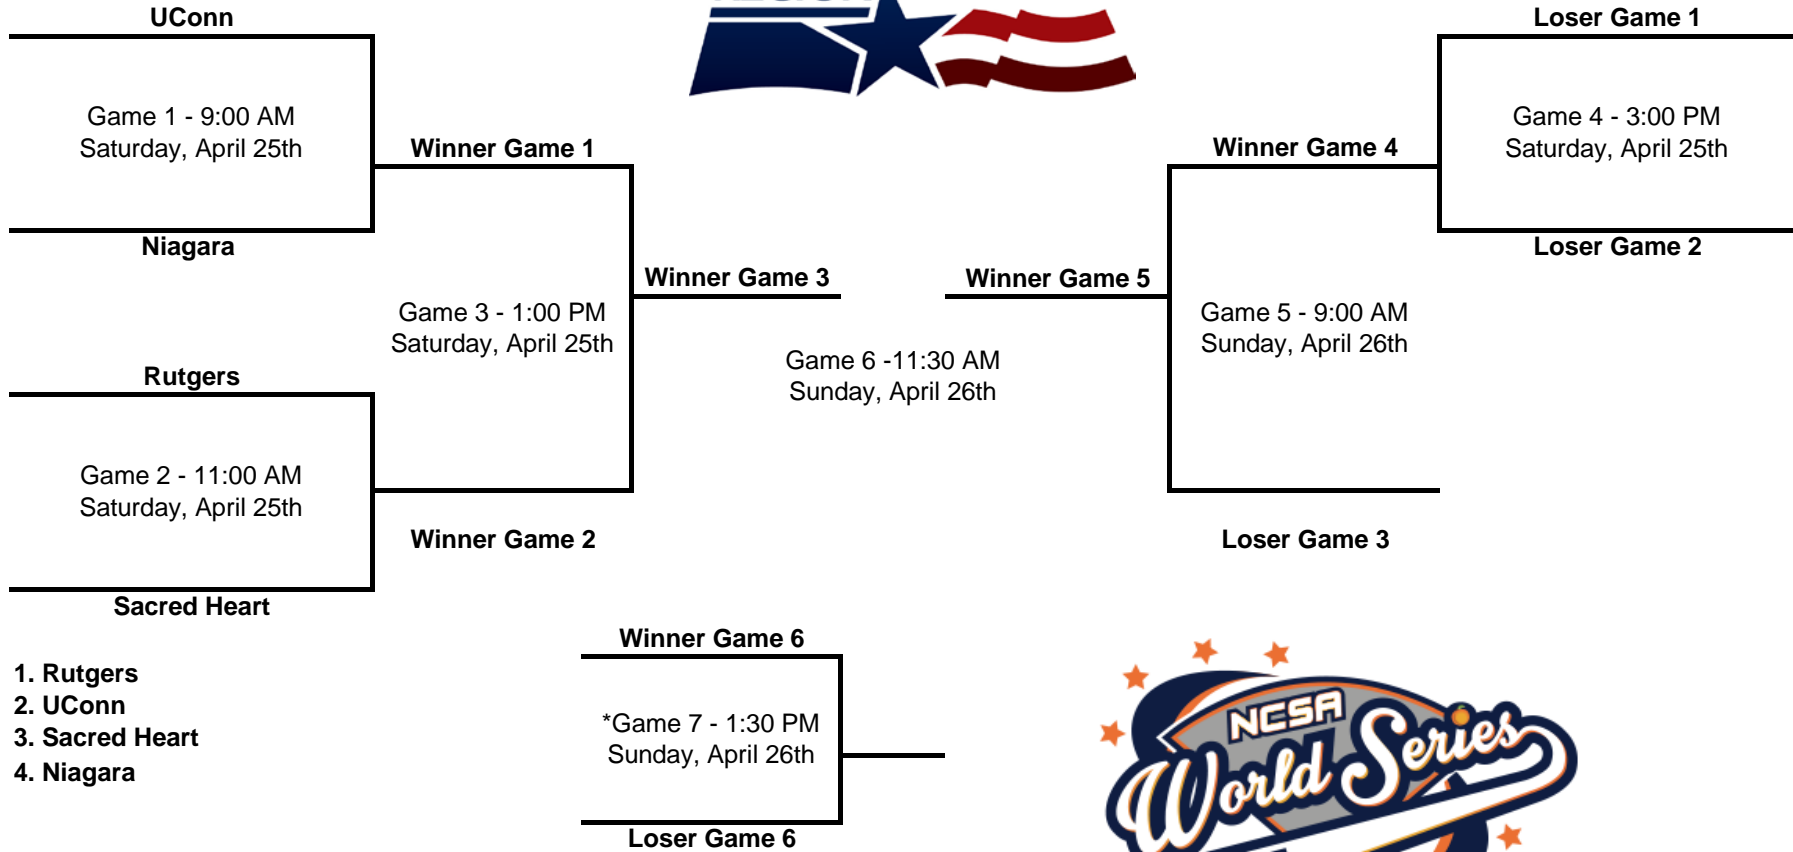 UConn
Game 1 - 9:00 AM
Saturday, April 25th
Niagara
Winner Game 1
Game 3 - 1:00 PM
Saturday, April 25th
Winner Game 2
Rutgers
Game 2 - 11:00 AM
Saturday, April 25th
Sacred Heart
Winner Game 3
Winner Game 5
Game 6 -11:30 AM
Sunday, April 26th
Loser Game 1
Game 4 - 3:00 PM
Saturday, April 25th
Loser Game 2
Winner Game 4
Game 5 - 9:00 AM
Sunday, April 26th
Loser Game 3
1. Rutgers
2. UConn
3. Sacred Heart
4. Niagara
Winner Game 6
*Game 7 - 1:30 PM
Sunday, April 26th
Loser Game 6
NCSA
World Series